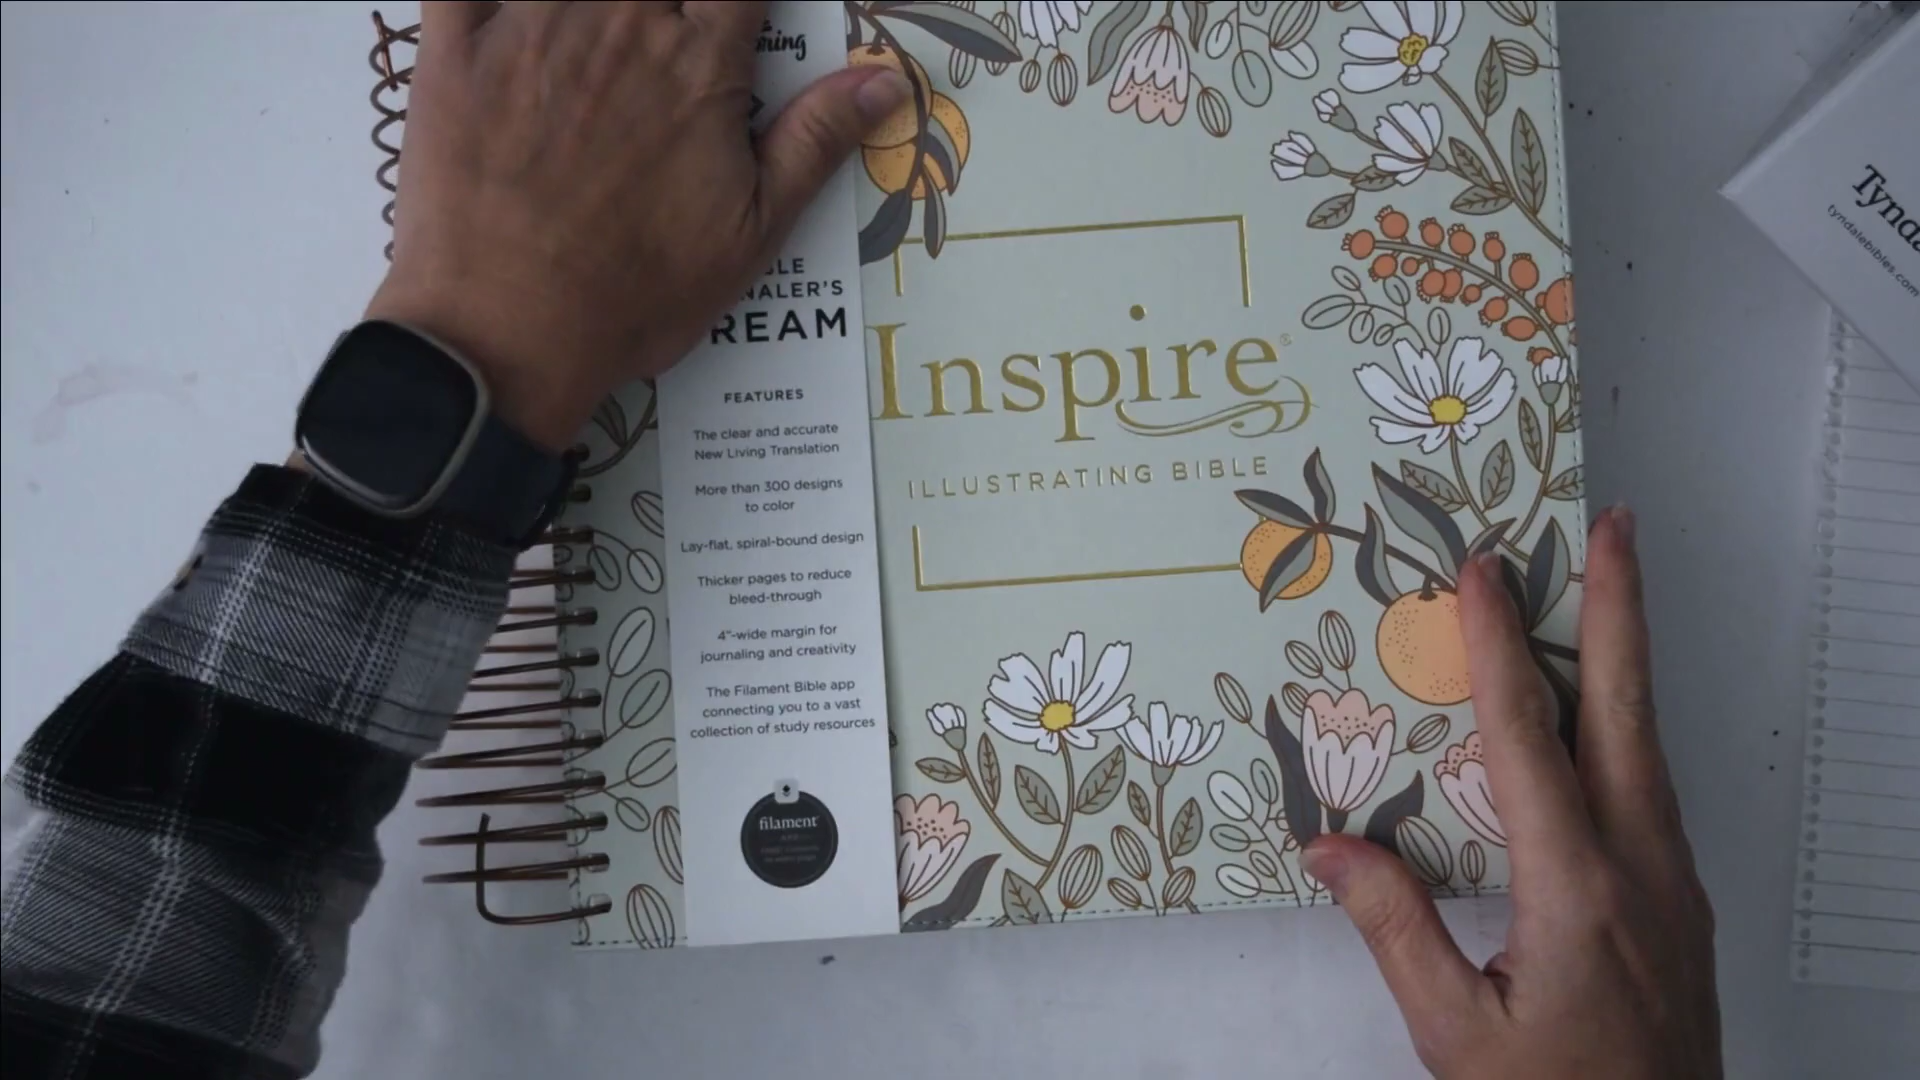 DREAM
FEATURES
The clear and accurate
New Living Translation
More than 300 designs
to color
Lay-flat, spiral-bound design
Thicker pages to reduce
bleed-through
4"-wide margin for
journaling and creativity
The Filament Bible app
connecting you to a vast
collection of study resources
filament
Inspire®
ILLUSTRATING BIBLE
tyndalebibles.com